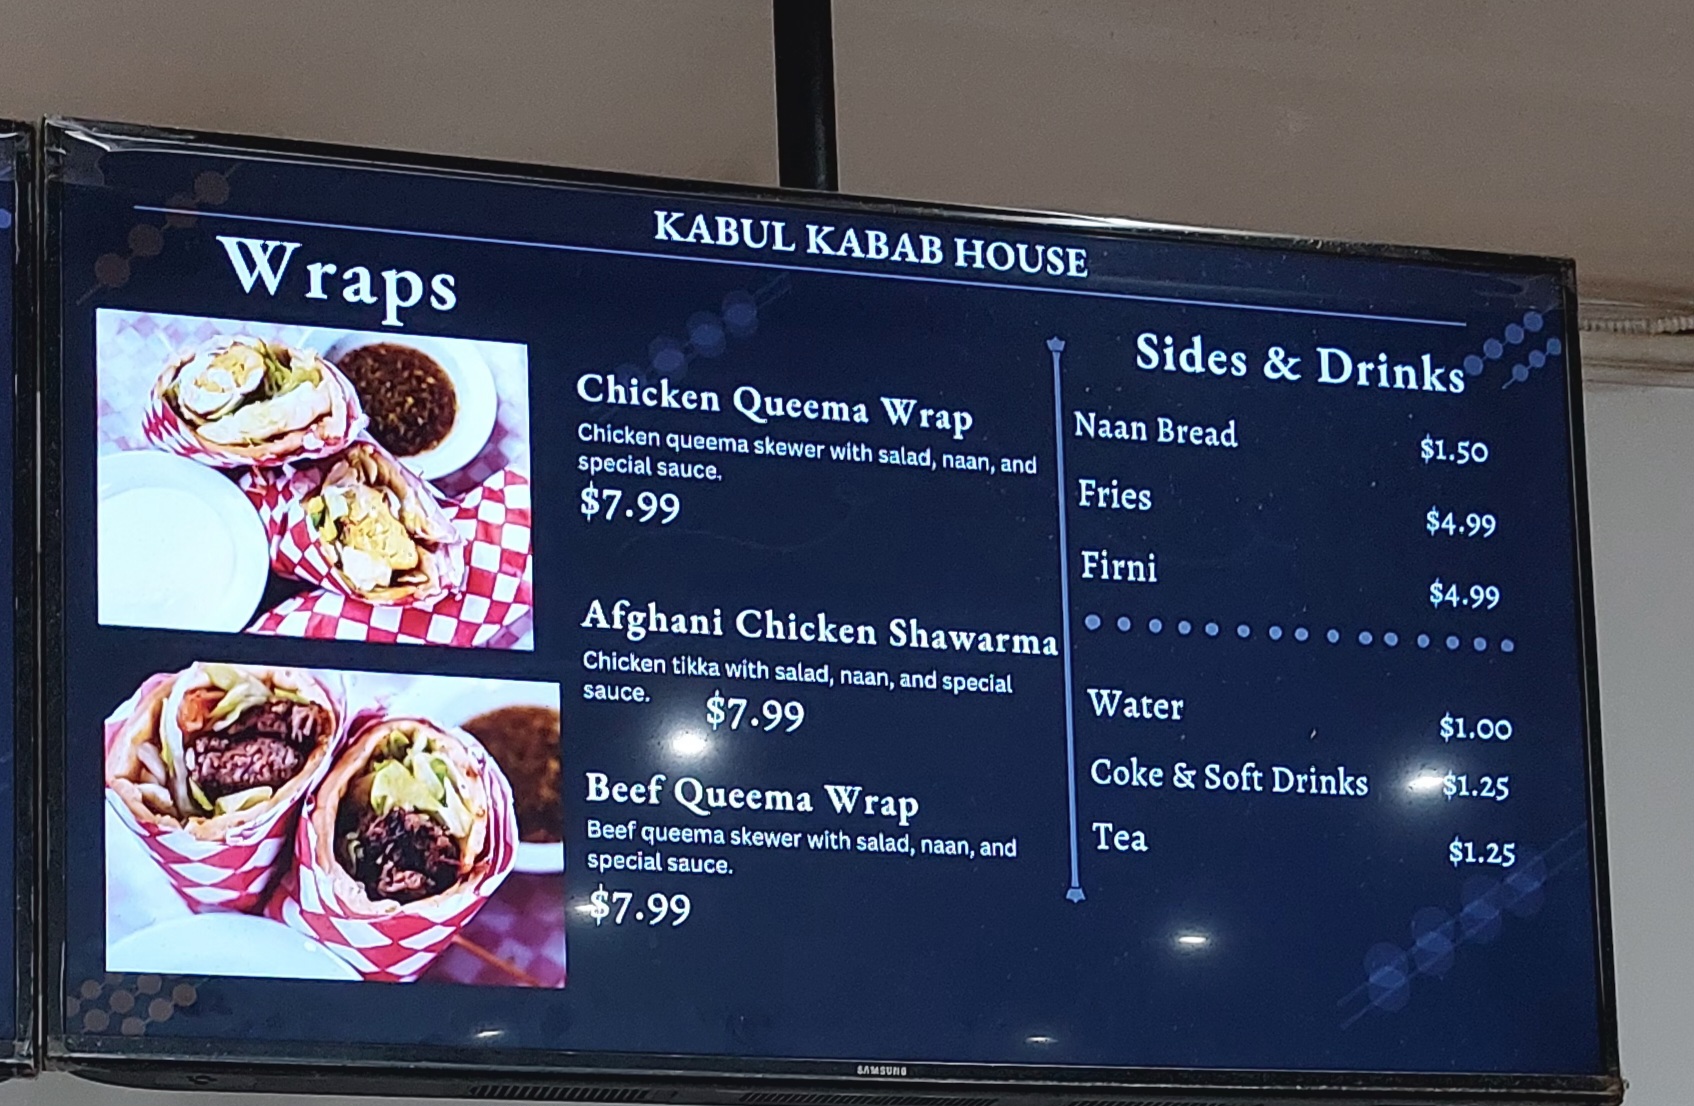 KABUL KABAB HOUSE
Wraps
Chicken Queema Wrap
Chicken queema skewer with salad, naan, and
special sauce.
$7.99
Afghani Chicken Shawarma
Chicken tikka with salad, naan, and special
sauce. $7.99
Beef Queema Wrap
Beef queema skewer with salad, naan, and
special sauce.
$7.99
Sides & Drinks
Naan Bread $1.50
Fries $4.99
Firni $4.99
Water $1.00
Coke & Soft Drinks $1.25
Tea $1.25
SAMSUNG